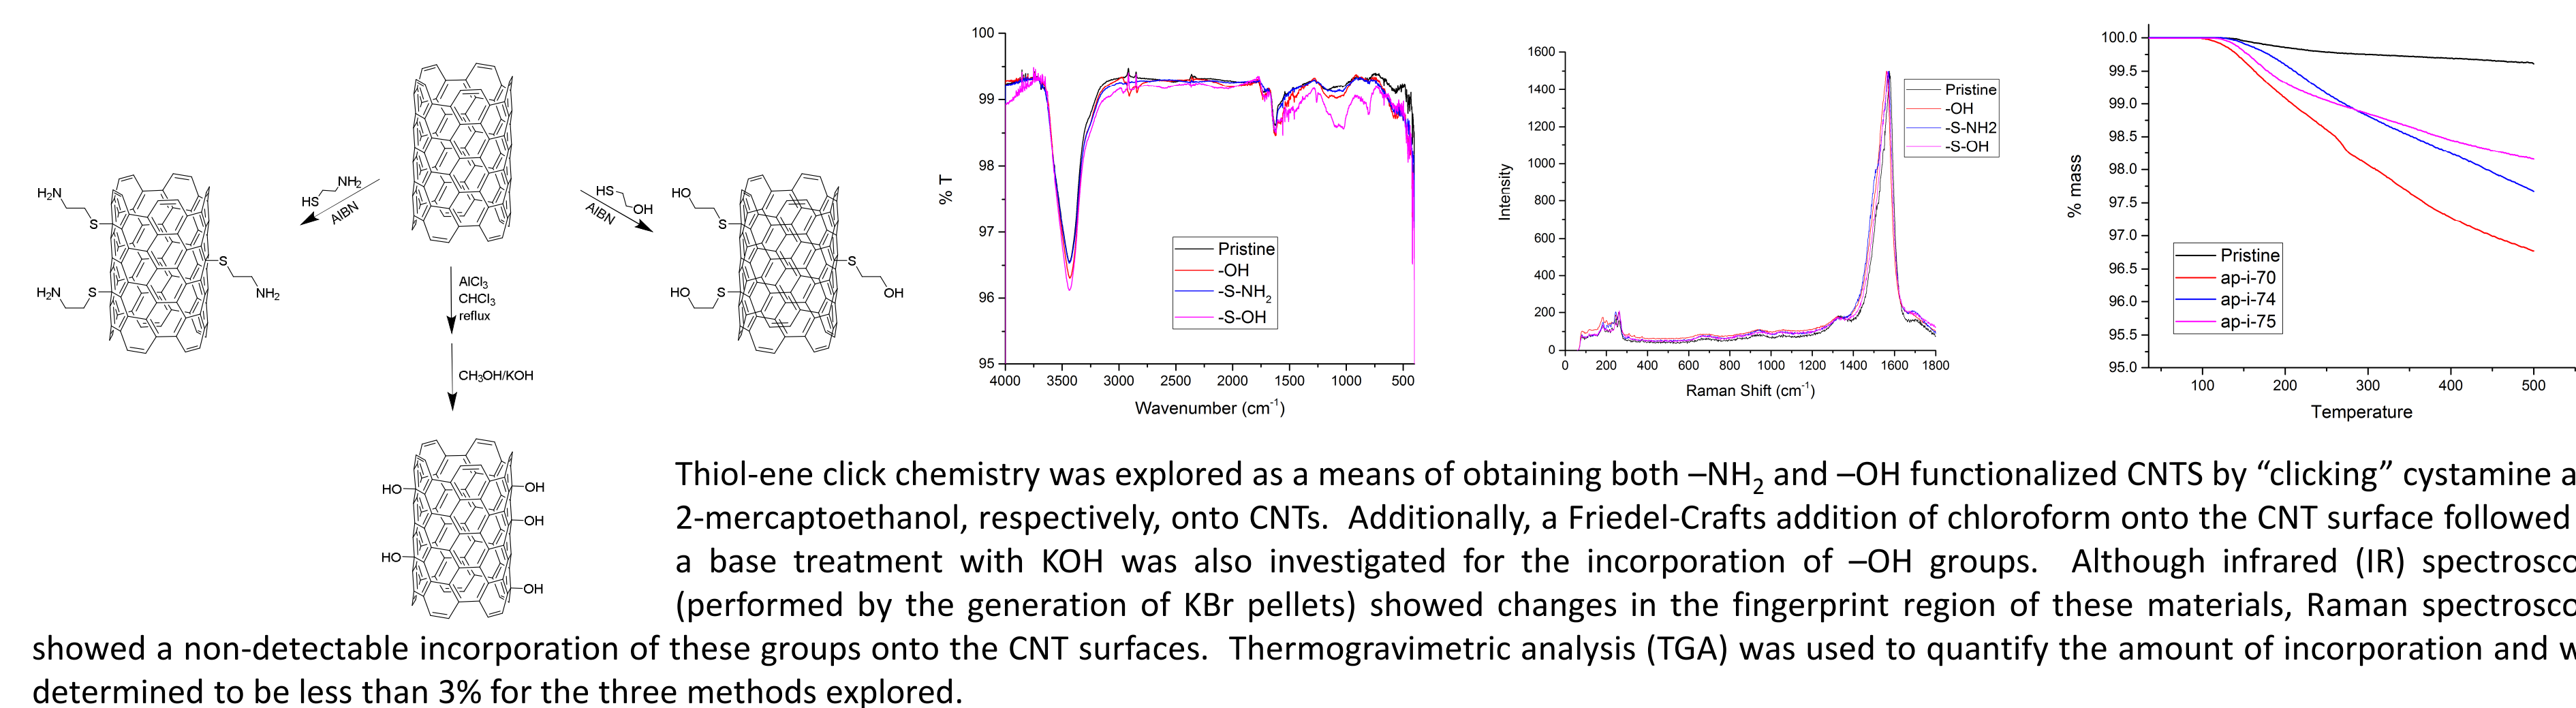 H₂N
S
H₂N
S
S
NH₂
HS
NH₂
AIBN
AlCl₃
CHCl₃
reflux
CH₃OH/KOH
HS
OH
AIBN
HO
S
HO
S
S
OH
HO
HO
OH
OH
OH
100
99
98
97
96
95
% T
4000 3500 3000 2500 2000 1500 1000 500
Wavenumber (cm⁻¹)
Pristine
-OH
-S-NH₂
-S-OH
1600
1400
1200
1000
800
600
400
200
0
Intensity
0 200 400 600 800 1000 1200 1400 1600 1800
Raman Shift (cm⁻¹)
Pristine
-OH
-S-NH2
-S-OH
100.0
99.5
99.0
98.5
98.0
97.5
97.0
96.5
96.0
95.5
95.0
% mass
100 200 300 400 500
Temperature
Pristine
ap-i-70
ap-i-74
ap-i-75
Thiol-ene click chemistry was explored as a means of obtaining both –NH₂ and –OH functionalized CNTS by “clicking” cystamine a
2-mercaptoethanol, respectively, onto CNTs. Additionally, a Friedel-Crafts addition of chloroform onto the CNT surface followed
a base treatment with KOH was also investigated for the incorporation of –OH groups. Although infrared (IR) spectrosco
(performed by the generation of KBr pellets) showed changes in the fingerprint region of these materials, Raman spectrosco
showed a non-detectable incorporation of these groups onto the CNT surfaces. Thermogravimetric analysis (TGA) was used to quantify the amount of incorporation and w
determined to be less than 3% for the three methods explored.